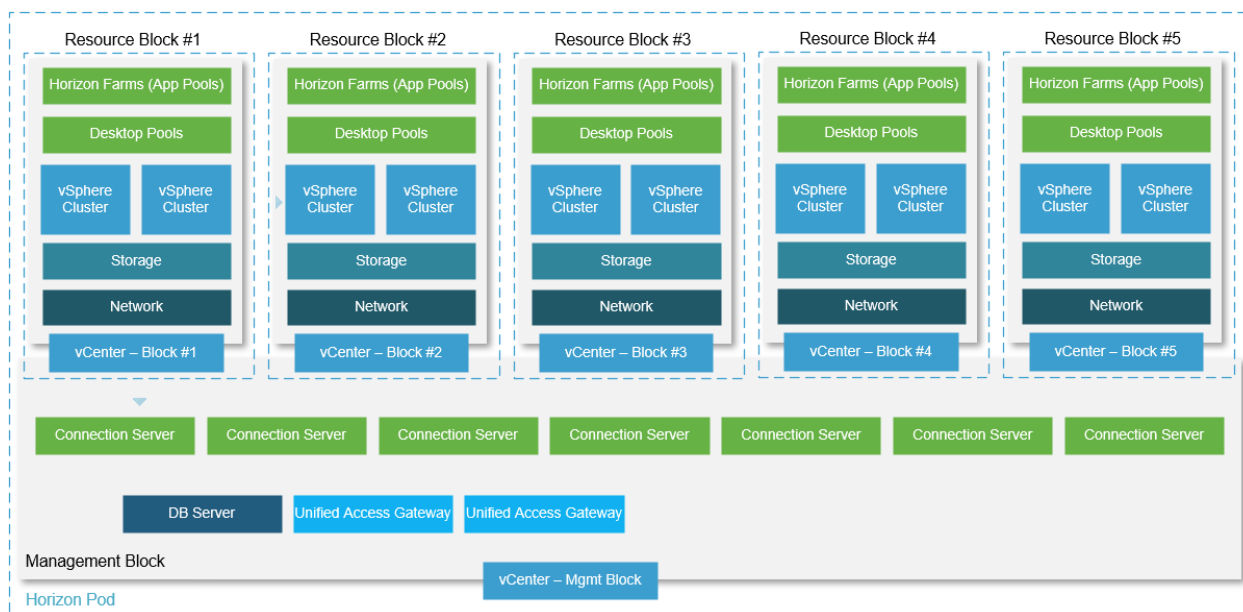 Resource Block #1
Resource Block #2
Resource Block #3
Resource Block #4
Resource Block #5
Horizon Farms (App Pools)
Horizon Farms (App Pools)
Horizon Farms (App Pools)
Horizon Farms (App Pools)
Horizon Farms (App Pools)
Desktop Pools
Desktop Pools
Desktop Pools
Desktop Pools
Desktop Pools
vSphere
Cluster
vSphere
Cluster
vSphere
Cluster
vSphere
Cluster
vSphere
Cluster
vSphere
Cluster
vSphere
Cluster
vSphere
Cluster
vSphere
Cluster
vSphere
Cluster
Storage
Storage
Storage
Storage
Storage
Network
Network
Network
Network
Network
vCenter – Block #1
vCenter – Block #2
vCenter – Block #3
vCenter – Block #4
vCenter – Block #5
Connection Server
Connection Server
Connection Server
Connection Server
Connection Server
Connection Server
Connection Server
DB Server
Unified Access Gateway
Unified Access Gateway
Management Block
vCenter – Mgmt Block
Horizon Pod